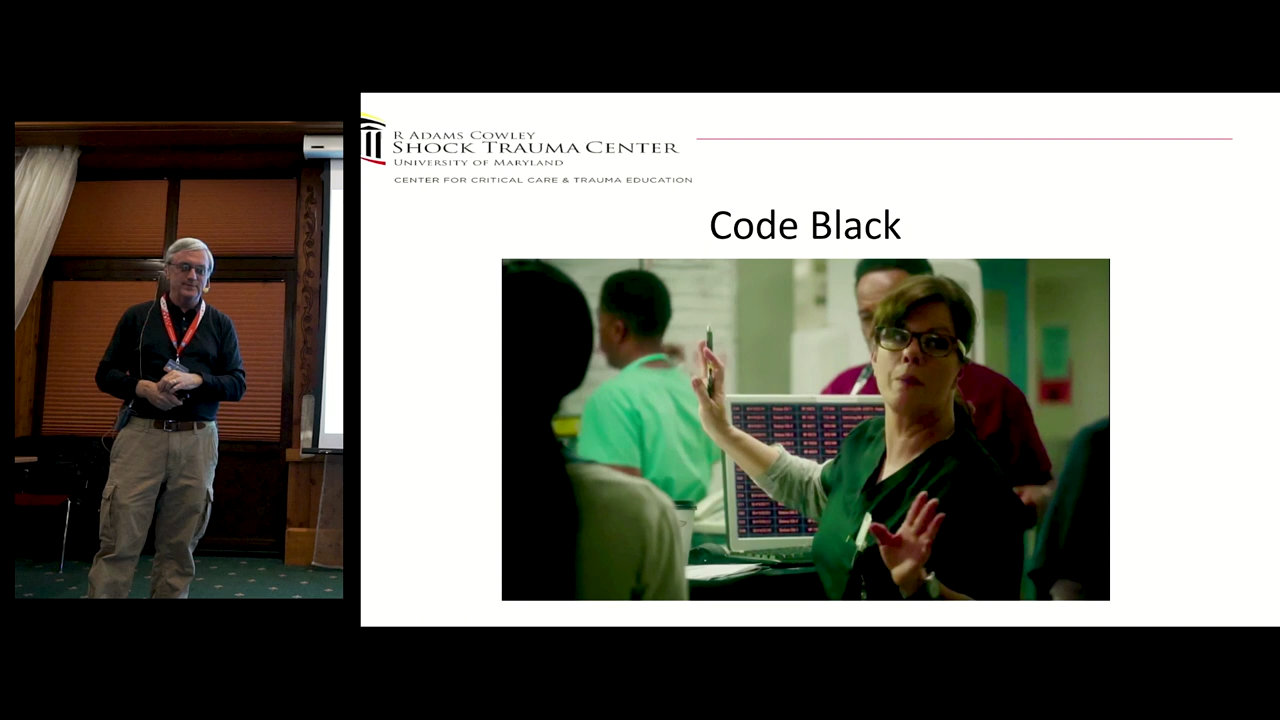 R ADAMS COWLEY
SHOCK TRAUMA CENTER
UNIVERSITY OF MARYLAND
CENTER FOR CRITICAL CARE & TRAUMA EDUCATION
Code Black